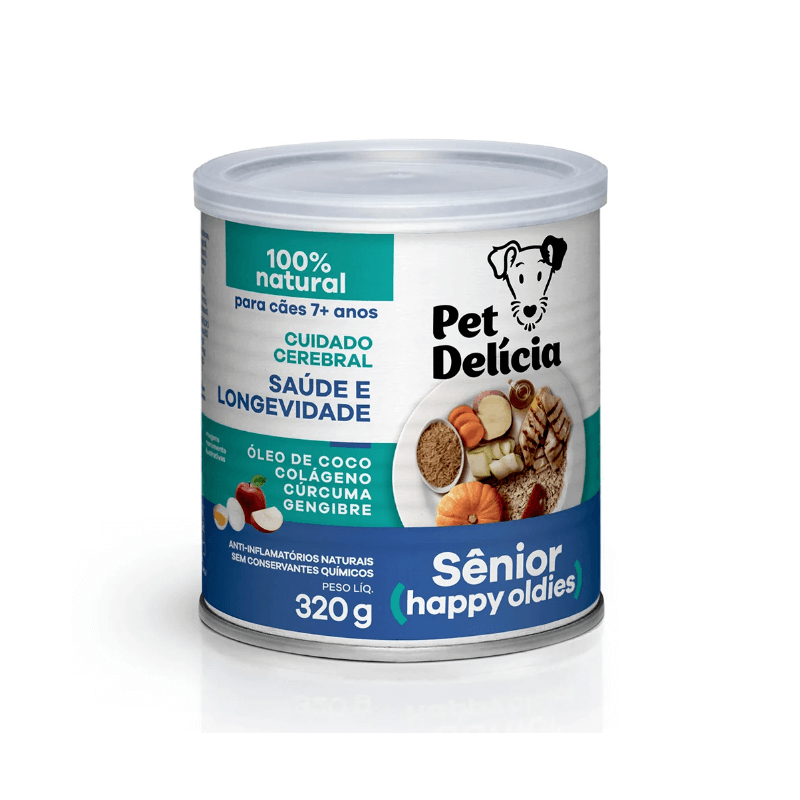 100%
natural
para cães 7+ anos
CUIDADO
CEREBRAL
SAÚDE E
LONGEVIDADE
ÓLEO DE COCO
COLÁGENO
CÚRCUMA
GENGIBRE
ANTI-INFLAMATÓRIOS NATURAIS
SEM CONSERVANTES QUÍMICOS
PESO LÍQ.
320 g
Pet
Delícia
Sênior
(happy oldies)